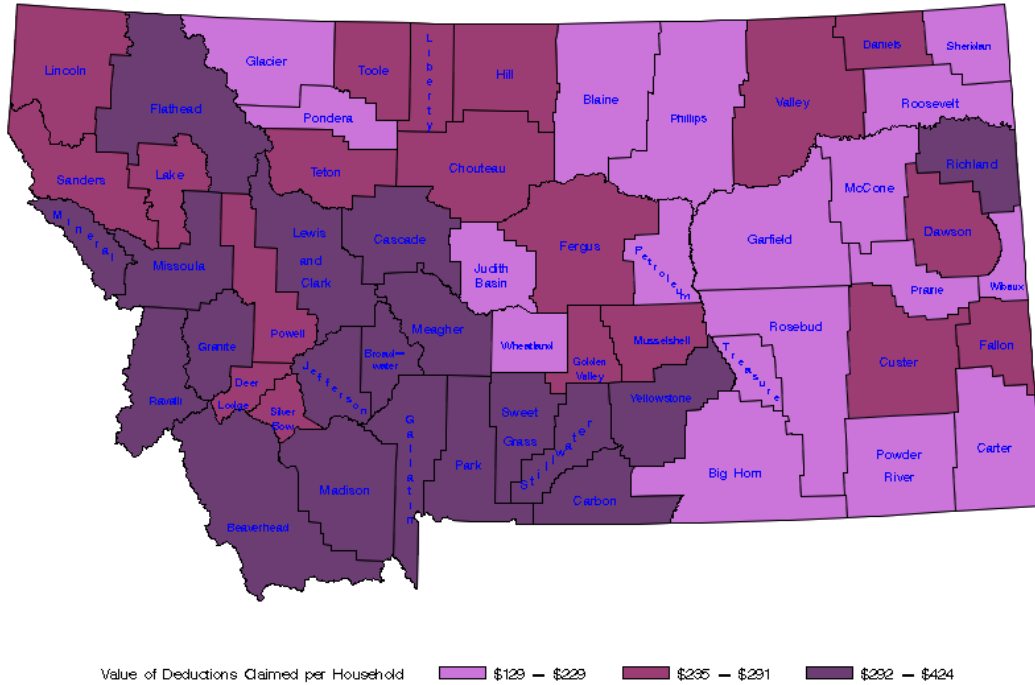 Lincoln
Flathead
Glacier
Pondera
Toole
Liberty
Hill
Blaine
Phillips
Valley
Daniels
Sheridan
Roosevelt
Richland
McCone
Sanders
Lake
Teton
Chouteau
Mineral
Missoula
Lewis
and
Clark
Cascade
Judith
Basin
Fergus
Petroleum
Garfield
Dawson
Prarie
Wibaux
Powell
Granite
Ravalli
Deer
Lodge
Silver
Bow
Jefferson
Broad-
water
Meagher
Wheatland
Golden
Valley
Musselshell
Rosebud
Treasure
Custer
Fallon
Yellowstone
Sweet
Grass
Stillwater
Gallatin
Park
Madison
Beaverhead
Carbon
Big Horn
Powder
River
Carter
Value of Deductions Claimed per Household $129 - $229 $235 - $291 $292 - $424